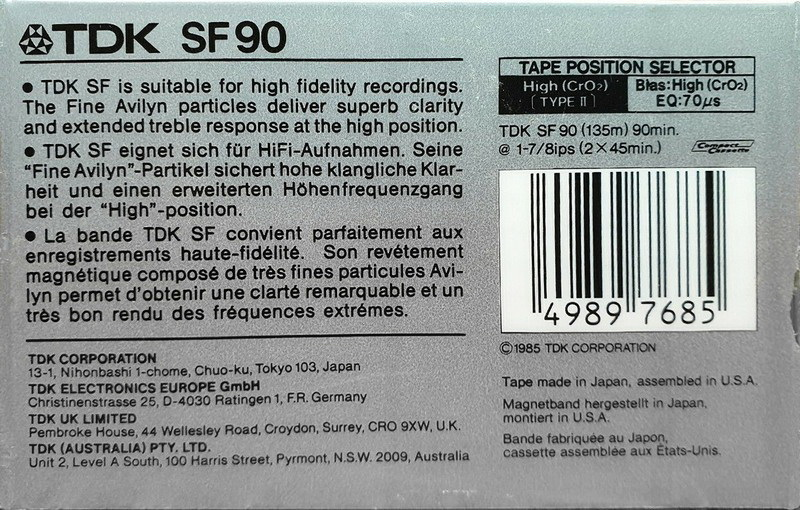 TDK SF90
● TDK SF is suitable for high fidelity recordings.
The Fine Avilyn particles deliver superb clarity
and extended treble response at the high position.
● TDK SF eignet sich für HiFi-Aufnahmen. Seine
“Fine Avilyn”-Partikel sichert hohe klangliche Klar-
heit und einen erweiterten Höhenfrequenzgang
bei der “High”-position.
● La bande TDK SF convient parfaitement aux
enregistrements haute-fidélité. Son revétement
magnétique composé de très fines particules Avi-
lyn permet d'obtenir une clarté remarquable et un
très bon rendu des fréquences extrémes.
TDK CORPORATION
13-1, Nihonbashi 1-chome, Chuo-ku, Tokyo 103, Japan
TDK ELECTRONICS EUROPE GmbH
Christinenstrasse 25, D-4030 Ratingen 1, F.R. Germany
TDK UK LIMITED
Pembroke House, 44 Wellesley Road, Croydon, Surrey, CRO 9XW, U.K.
TDK (AUSTRALIA) PTY. LTD.
Unit 2, Level A South, 100 Harris Street, Pyrmont, N.S.W. 2009, Australia
TAPE POSITION SELECTOR
High (CrO2)
[TYPE II]
Bias:High (CrO2)
EQ:70μs
TDK SF90 (135m) 90min.
@ 1-7/8ips (2×45min.)
Compact Cassette
4989 7685
©1985 TDK CORPORATION
Tape made in Japan, assembled in U.S.A.
Magnetband hergestellt in Japan,
montiert in U.S.A.
Bande fabriquée au Japon,
cassette assemblée aux États-Unis.